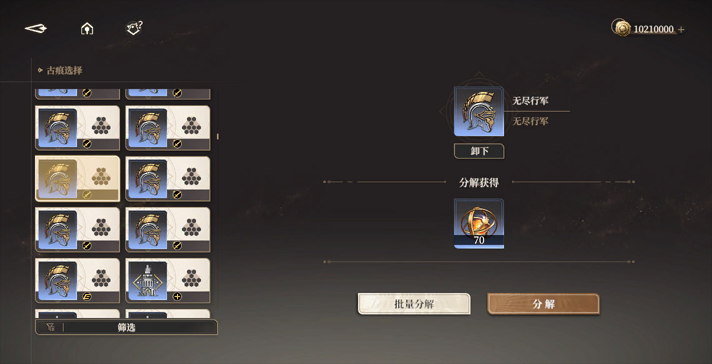 10210000
古痕选择
无尽行军
无尽行军
卸下
分解获得
70
批量分解
分解
筛选